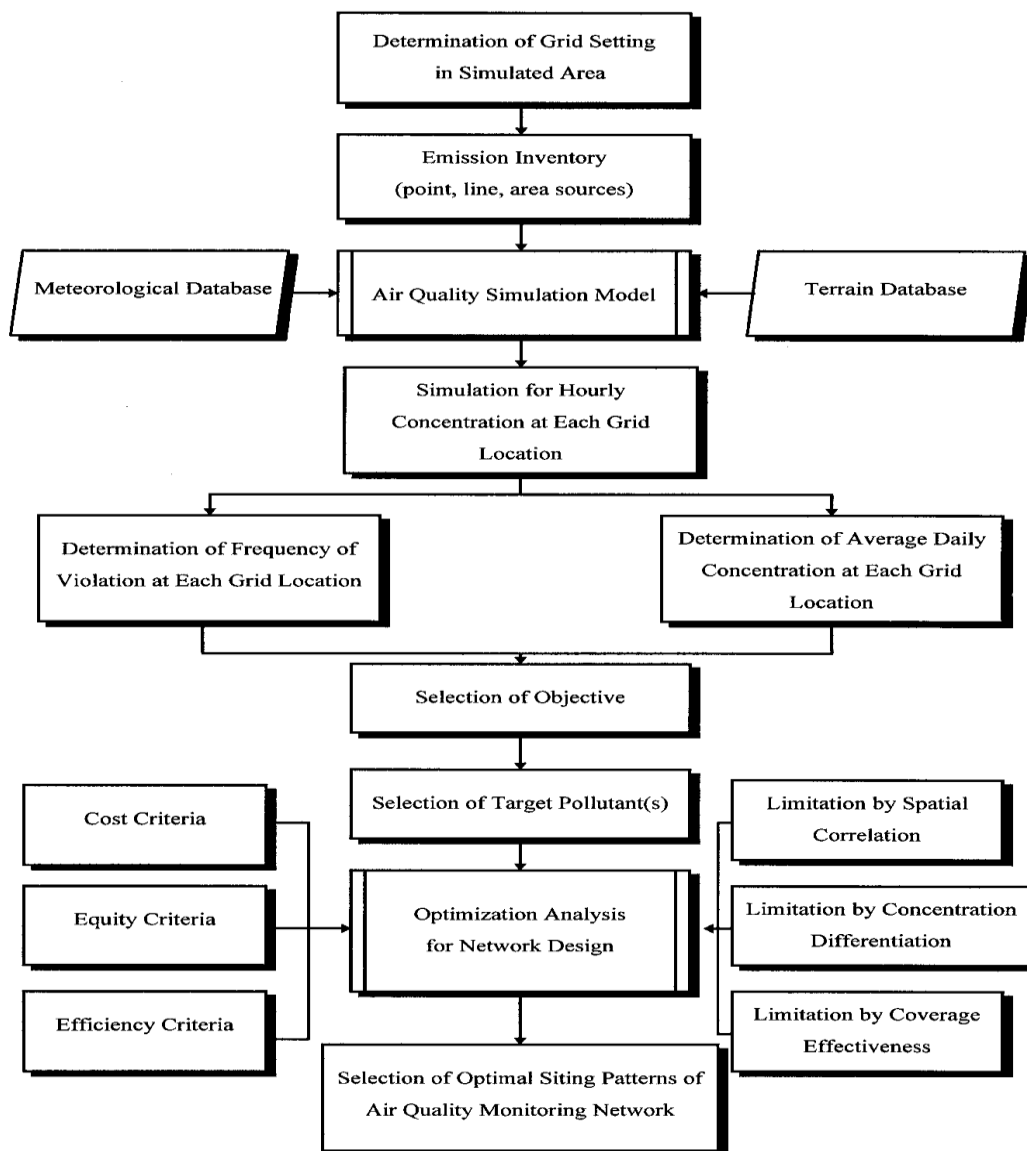 Determination of Grid Setting
in Simulated Area
Emission Inventory
(point, line, area sources)
Meteorological Database
Air Quality Simulation Model
Terrain Database
Simulation for Hourly
Concentration at Each Grid
Location
Determination of Frequency of
Violation at Each Grid Location
Determination of Average Daily
Concentration at Each Grid
Location
Selection of Objective
Selection of Target Pollutant(s)
Cost Criteria
Equity Criteria
Efficiency Criteria
Optimization Analysis
for Network Design
Limitation by Spatial
Correlation
Limitation by Concentration
Differentiation
Limitation by Coverage
Effectiveness
Selection of Optimal Siting Patterns of
Air Quality Monitoring Network